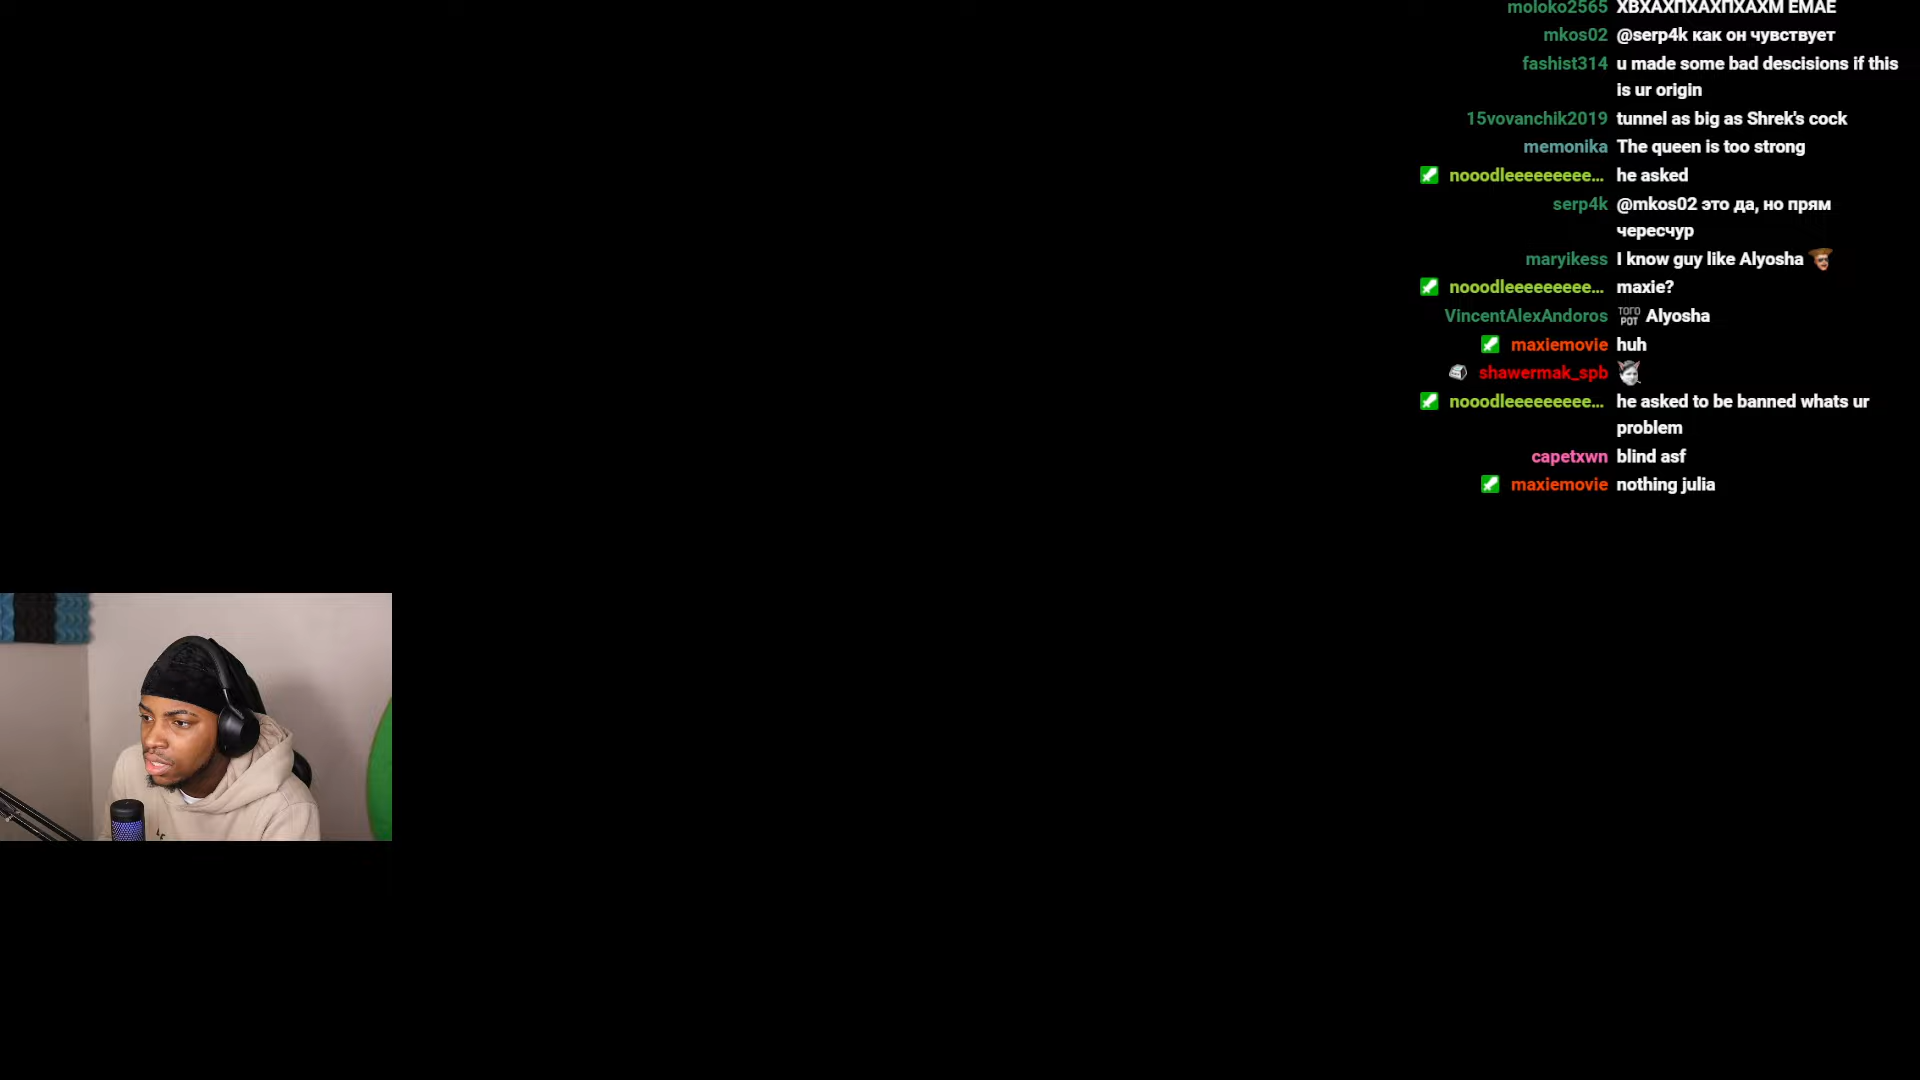 moloko2565 ХВХАХПХАХПХАХМ ЕМАЕ
mkos02 @serp4k как он чувствует
fashist314 u made some bad descisions if this
is ur origin
15vovanchik2019 tunnel as big as Shrek's cock
memonika The queen is too strong
nooodleeeeeeeee... he asked
serp4k @mkos02 это да, но прям
чересчур
maryikess I know guy like Alyosha
nooodleeeeeeeee... maxie?
VincentAlexAndoros ТОГО РОТ Alyosha
maxiemovie huh
shawermak_spb
nooodleeeeeeeee... he asked to be banned whats ur
problem
capetxwn blind asf
maxiemovie nothing julia